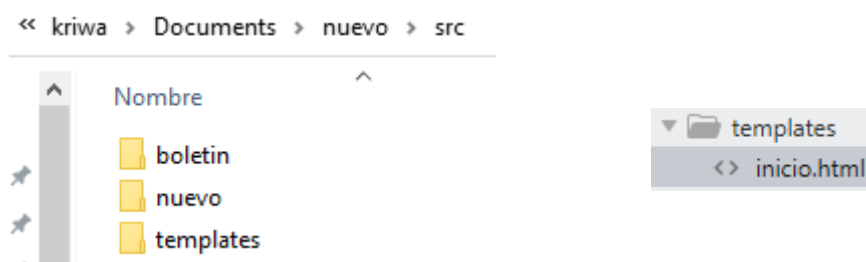 « kriwa > Documents > nuevo > src
Nombre
boletin
nuevo
templates
templates
<> inicio.html